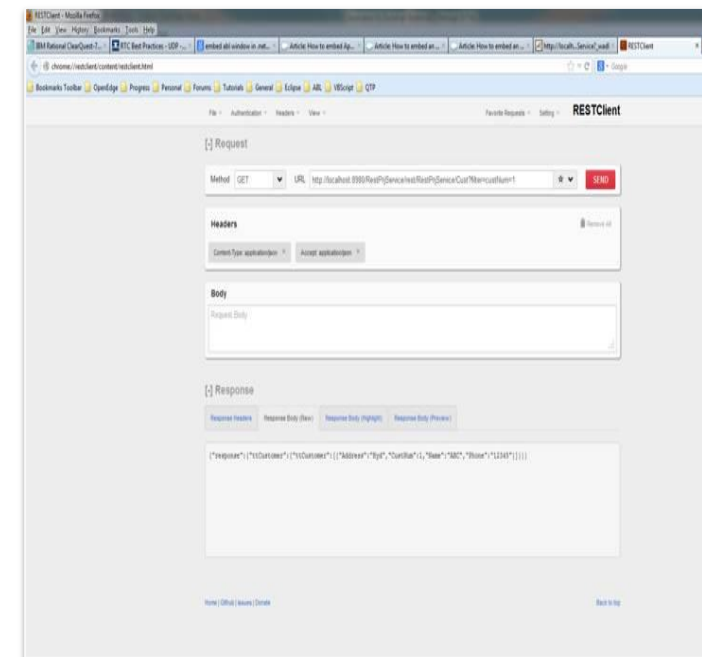 RESTClient - Mozilla Firefox
File Edit View History Bookmarks Tools Help
IBM Rational ClearQuest-7... RTC Best Practices - UDP -... embed abl window in .net... Article: How to embed Ap... Article: How to embed an... Article: How to embed an... http://localh...Service?_wadl RESTClient
chrome://restclient/content/restclient.html Google
Bookmarks Toolbar OpenEdge Progress Personal Forums Tutorials General Eclipse ABL VBScript QTP
File Authentication Headers View Favorite Requests Setting RESTClient
[-] Request
Method GET URL http://localhost:8980/RestPrjService/rest/RestPrjService/Cust?filter=custNum=1 SEND
Headers Remove All
Content-Type: application/json Accept: application/json
Body
Request Body
[-] Response
Response Headers Response Body (Raw) Response Body (Highlight) Response Body (Preview)
{"response":{"ttCustomer":{"ttCustomer":[{"Address":"Hyd","CustNum":1,"Name":"ABC","Phone":"12345"}]}}}
Home | Github | Issues | Donate Back to top